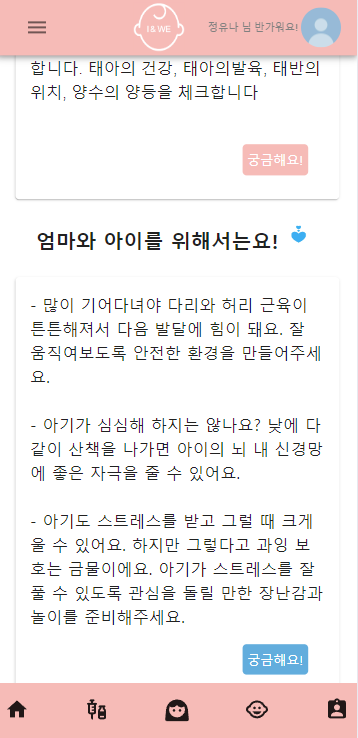 I & WE
정유나 님 반가워요!
합니다. 태아의 건강, 태아의발육, 태반의
위치, 양수의 양등을 체크합니다
궁금해요!
엄마와 아이를 위해서는요!
- 많이 기어다녀야 다리와 허리 근육이
튼튼해져서 다음 발달에 힘이 돼요. 잘
움직여보도록 안전한 환경을 만들어주세
요.
- 아기가 심심해 하지는 않나요? 낮에 다
같이 산책을 나가면 아이의 뇌 내 신경망
에 좋은 자극을 줄 수 있어요.
- 아기도 스트레스를 받고 그럴 때 크게
울 수 있어요. 하지만 그렇다고 과잉 보
호는 금물이에요. 아기가 스트레스를 잘
풀 수 있도록 관심을 돌릴 만한 장난감과
놀이를 준비해주세요.
궁금해요!